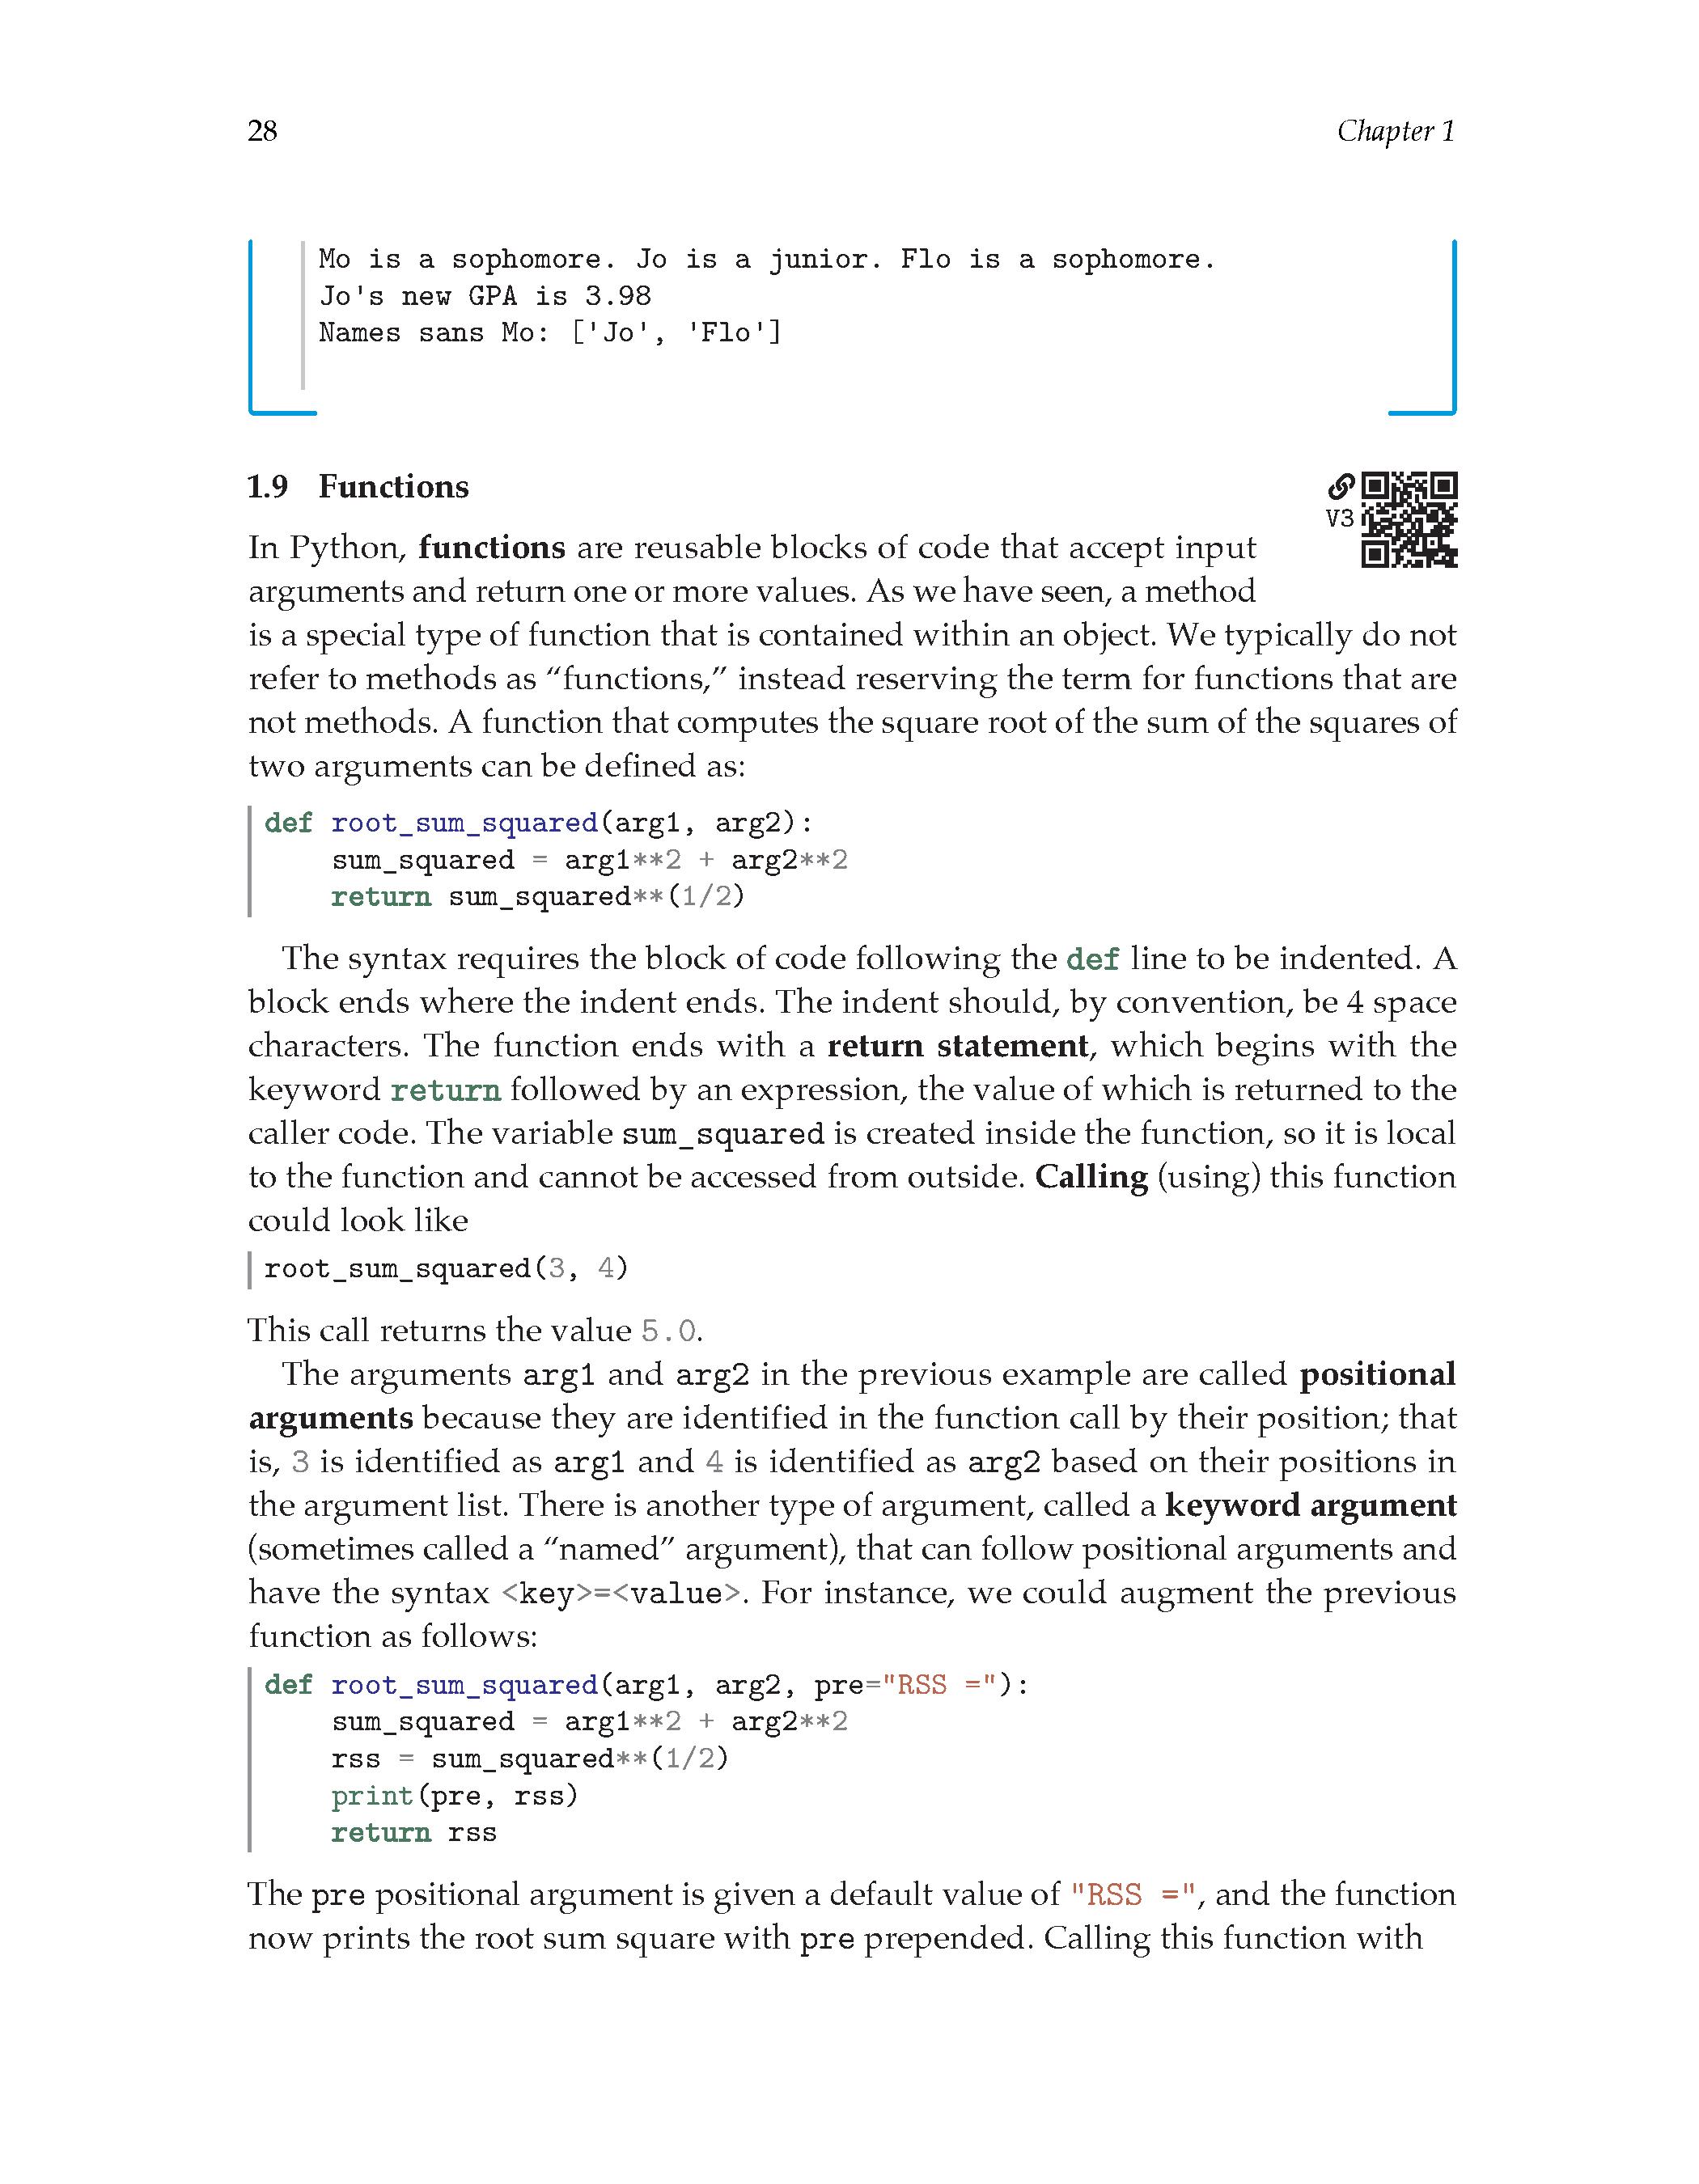 28
Chapter 1
Mo is a sophomore. Jo is a junior. Flo is a sophomore.
Jo's new GPA is 3.98
Names sans Mo: ['Jo', 'Flo']
1.9 Functions
V3
In Python, functions are reusable blocks of code that accept input
arguments and return one or more values. As we have seen, a method
is a special type of function that is contained within an object. We typically do not
refer to methods as “functions,” instead reserving the term for functions that are
not methods. A function that computes the square root of the sum of the squares of
two arguments can be defined as:
def root_sum_squared(arg1, arg2):
    sum_squared = arg1**2 + arg2**2
    return sum_squared**(1/2)
The syntax requires the block of code following the def line to be indented. A
block ends where the indent ends. The indent should, by convention, be 4 space
characters. The function ends with a return statement, which begins with the
keyword return followed by an expression, the value of which is returned to the
caller code. The variable sum_squared is created inside the function, so it is local
to the function and cannot be accessed from outside. Calling (using) this function
could look like
root_sum_squared(3, 4)
This call returns the value 5.0.
The arguments arg1 and arg2 in the previous example are called positional
arguments because they are identified in the function call by their position; that
is, 3 is identified as arg1 and 4 is identified as arg2 based on their positions in
the argument list. There is another type of argument, called a keyword argument
(sometimes called a “named” argument), that can follow positional arguments and
have the syntax <key>=<value>. For instance, we could augment the previous
function as follows:
def root_sum_squared(arg1, arg2, pre="RSS ="):
    sum_squared = arg1**2 + arg2**2
    rss = sum_squared**(1/2)
    print(pre, rss)
    return rss
The pre positional argument is given a default value of "RSS =", and the function
now prints the root sum square with pre prepended. Calling this function with